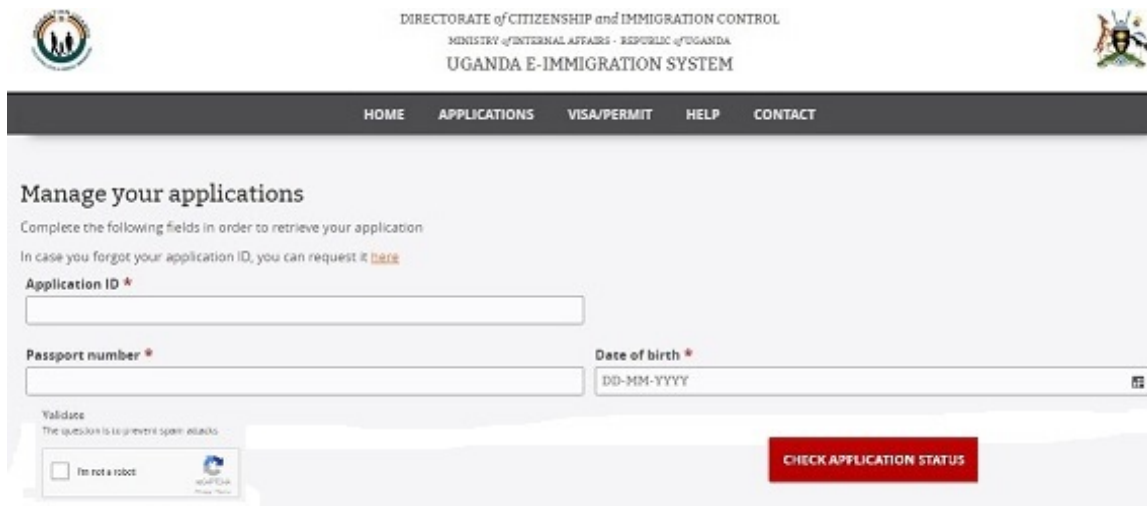 DIRECTORATE of CITIZENSHIP and IMMIGRATION CONTROL
MINISTRY of INTERNAL AFFAIRS - REPUBLIC of UGANDA
UGANDA E-IMMIGRATION SYSTEM
HOME APPLICATIONS VISA/PERMIT HELP CONTACT
Manage your applications
Complete the following fields in order to retrieve your application
In case you forgot your application ID, you can request it here
Application ID *
Passport number * Date of birth *
DD-MM-YYYY
Validate
The question is to prevent spam attacks
I'm not a robot
reCAPTCHA
CHECK APPLICATION STATUS